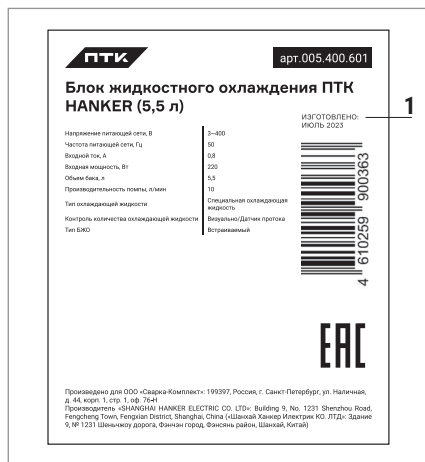 ПТК
арт.005.400.601
Блок жидкостного охлаждения ПТК
HANKER (5,5 л)
ИЗГОТОВЛЕНО:
ИЮЛЬ 2023
1
Напряжение питающей сети, В 3~400
Частота питающей сети, Гц 50
Входной ток, А 0,8
Входная мощность, Вт 220
Объем бака, л 5,5
Производительность помпы, л/мин 10
Тип охлаждающей жидкости Специальная охлаждающая
жидкость
Контроль количества охлаждающей жидкости Визуально/Датчик протока
Тип БЖО Встраиваемый
4 610259 900363
EAC
Произведено для ООО «Сварка-Комплект»: 199397, Россия, г. Санкт-Петербург, ул. Наличная,
д. 44, корп. 1, стр. 1, оф. 76-Н
Производитель «SHANGHAI HANKER ELECTRIC CO. LTD»: Building 9, No. 1231 Shenzhou Road,
Fengcheng Town, Fengxian District, Shanghai, China («Шанхай Ханкер Илектрик КО. ЛТД»: Здание
9, № 1231 Шеньчжоу дорога, Фэнчэн город, Фэнсянь район, Шанхай, Китай)